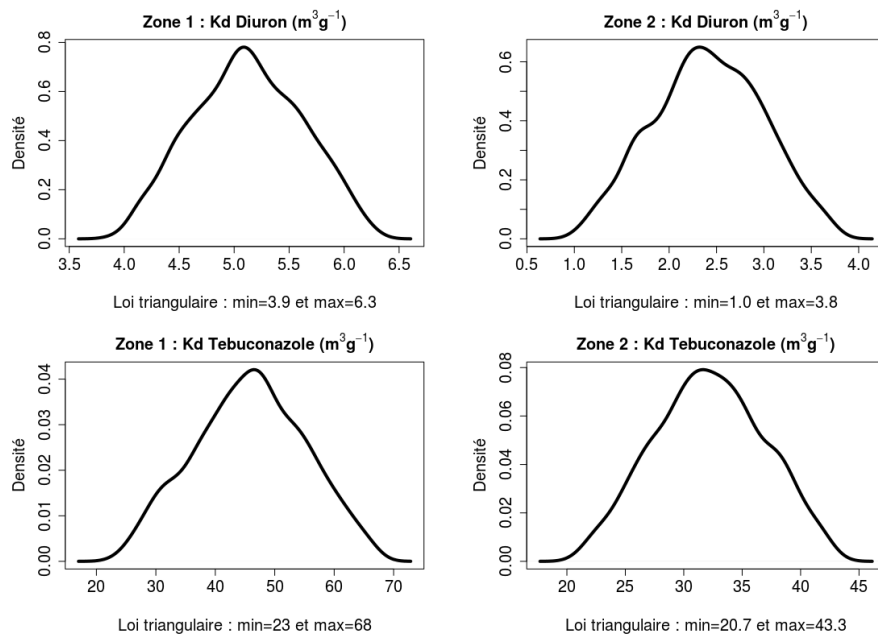 Zone 1 : Kd Diuron (m³g⁻¹)
Densité
0.8
0.6
0.4
0.2
0.0
3.5 4.0 4.5 5.0 5.5 6.0 6.5
Loi triangulaire : min=3.9 et max=6.3
Zone 2 : Kd Diuron (m³g⁻¹)
Densité
0.6
0.4
0.2
0.0
0.5 1.0 1.5 2.0 2.5 3.0 3.5 4.0
Loi triangulaire : min=1.0 et max=3.8
Zone 1 : Kd Tebuconazole (m³g⁻¹)
Densité
0.04
0.03
0.02
0.01
0.00
20 30 40 50 60 70
Loi triangulaire : min=23 et max=68
Zone 2 : Kd Tebuconazole (m³g⁻¹)
Densité
0.08
0.06
0.04
0.02
0.00
20 25 30 35 40 45
Loi triangulaire : min=20.7 et max=43.3